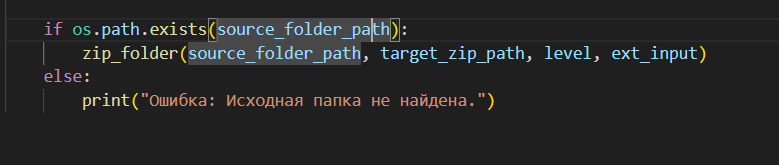 if os.path.exists(source_folder_path):
zip_folder(source_folder_path, target_zip_path, level, ext_input)
else:
print("Ошибка: Исходная папка не найдена.")